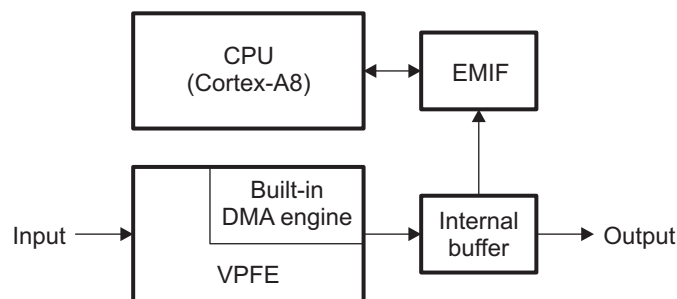 CPU
(Cortex-A8)
EMIF
Built-in
DMA engine
Input
VPFE
Internal
buffer
Output